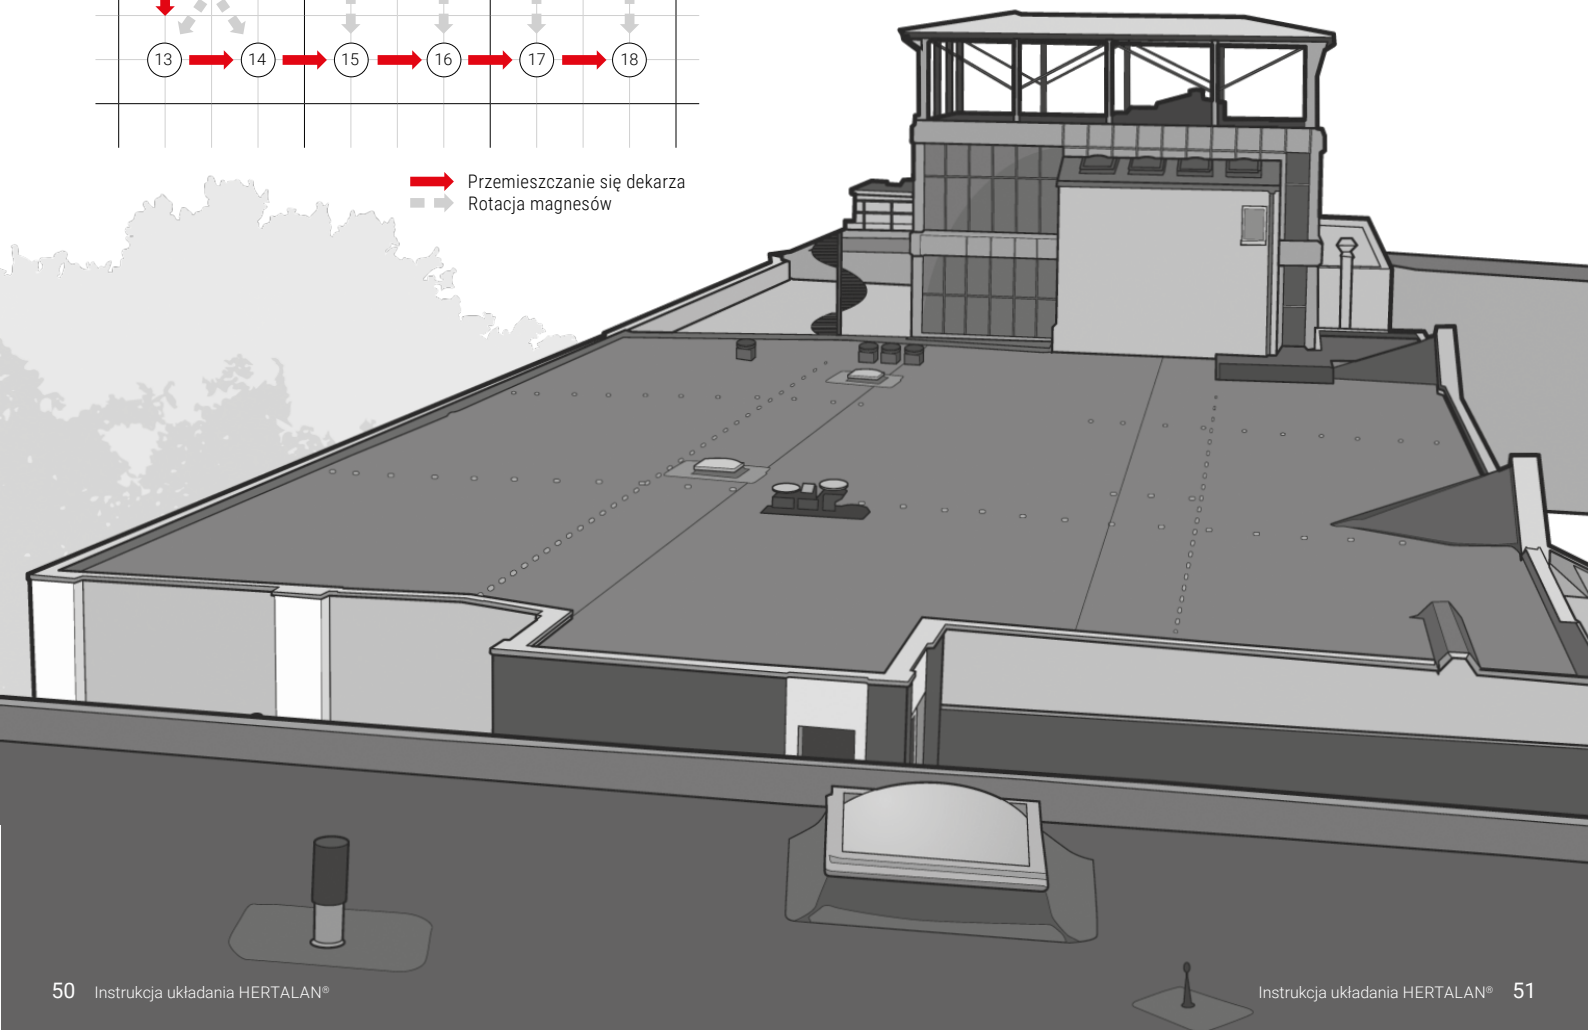 13 14 15 16 17 18
Przemieszczanie się dekarza
Rotacja magnesów
50 Instrukcja układania HERTALAN®
Instrukcja układania HERTALAN® 51